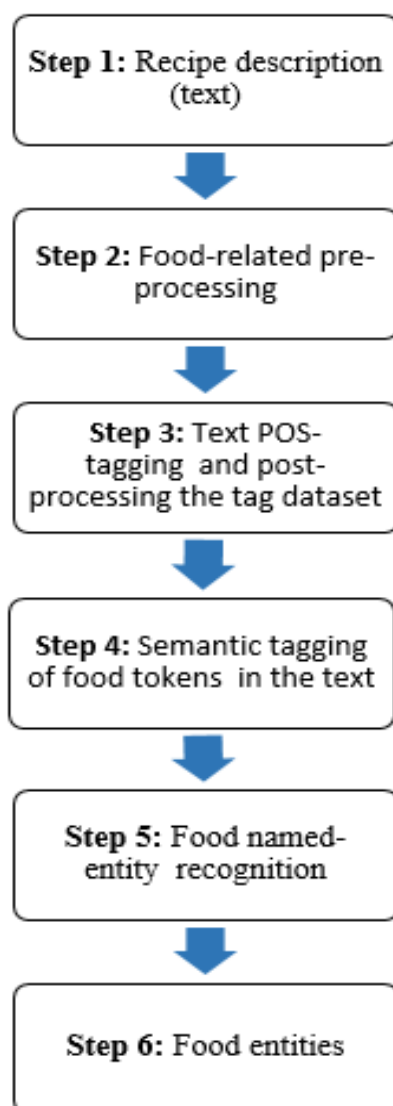 Step 1: Recipe description
(text)
Step 2: Food-related pre-
processing
Step 3: Text POS-
tagging and post-
processing the tag dataset
Step 4: Semantic tagging
of food tokens in the text
Step 5: Food named-
entity recognition
Step 6: Food entities